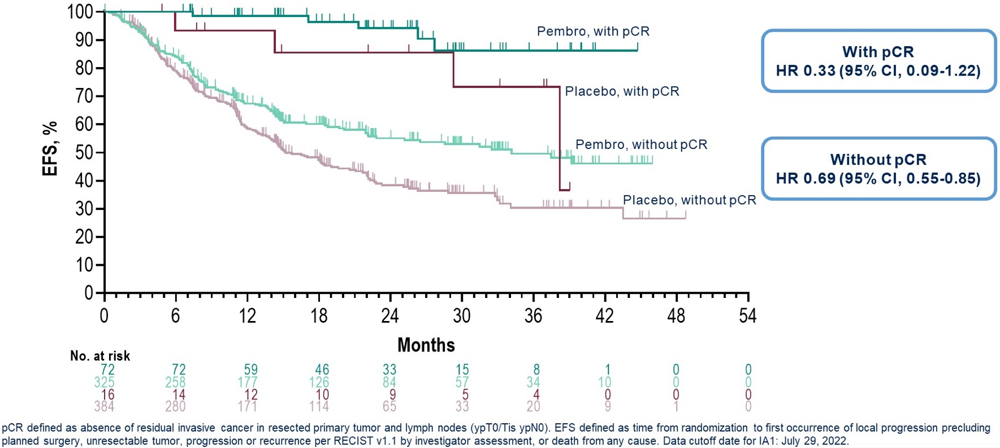 100
90
80
70
60
50
40
30
20
10
0
EFS, %
0 6 12 18 24 30 36 42 48 54
Months
Pembro, with pCR
Placebo, with pCR
Pembro, without pCR
Placebo, without pCR
With pCR
HR 0.33 (95% CI, 0.09-1.22)
Without pCR
HR 0.69 (95% CI, 0.55-0.85)
No. at risk
72 72 59 46 33 15 8 1 0 0
325 258 177 126 84 57 34 10 0 0
16 14 12 10 9 5 4 0 0 0
384 280 171 114 65 33 20 9 1 0
pCR defined as absence of residual invasive cancer in resected primary tumor and lymph nodes (ypT0/Tis ypN0). EFS defined as time from randomization to first occurrence of local progression precluding
planned surgery, unresectable tumor, progression or recurrence per RECIST v1.1 by investigator assessment, or death from any cause. Data cutoff date for IA1: July 29, 2022.